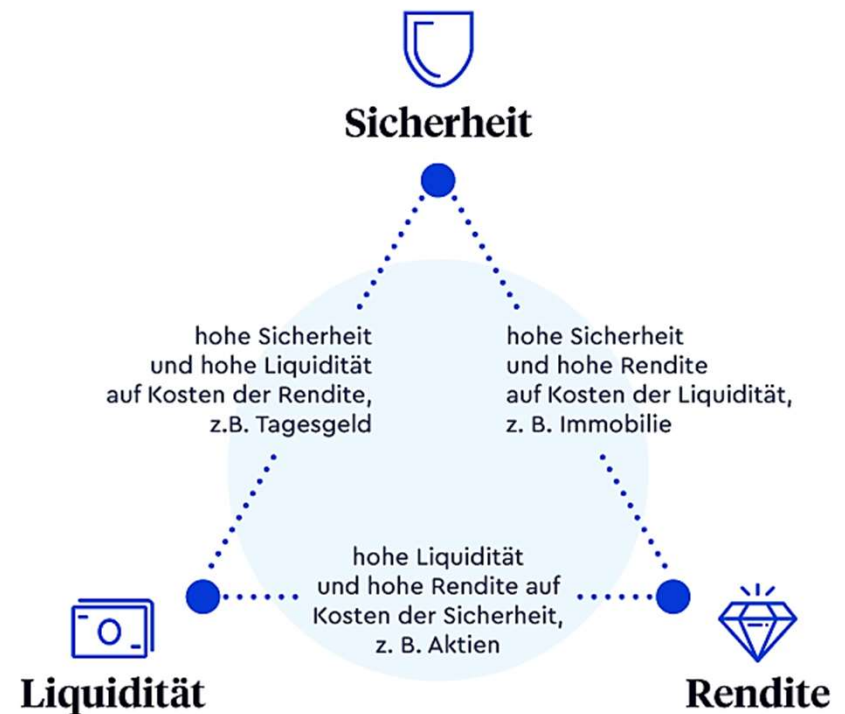 Sicherheit
hohe Sicherheit
und hohe Liquidität
auf Kosten der Rendite,
z.B. Tagesgeld
hohe Sicherheit
und hohe Rendite
auf Kosten der Liquidität,
z. B. Immobilie
hohe Liquidität
und hohe Rendite auf
Kosten der Sicherheit,
z. B. Aktien
Liquidität
Rendite